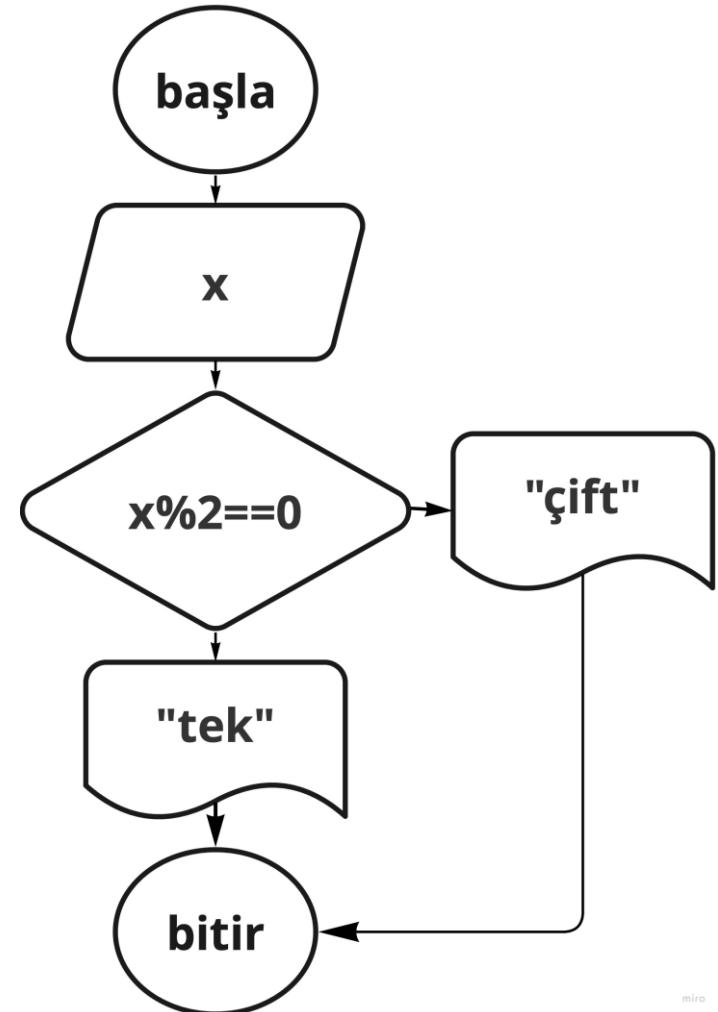 başla
x
x%2==0
"çift"
"tek"
bitir
miro